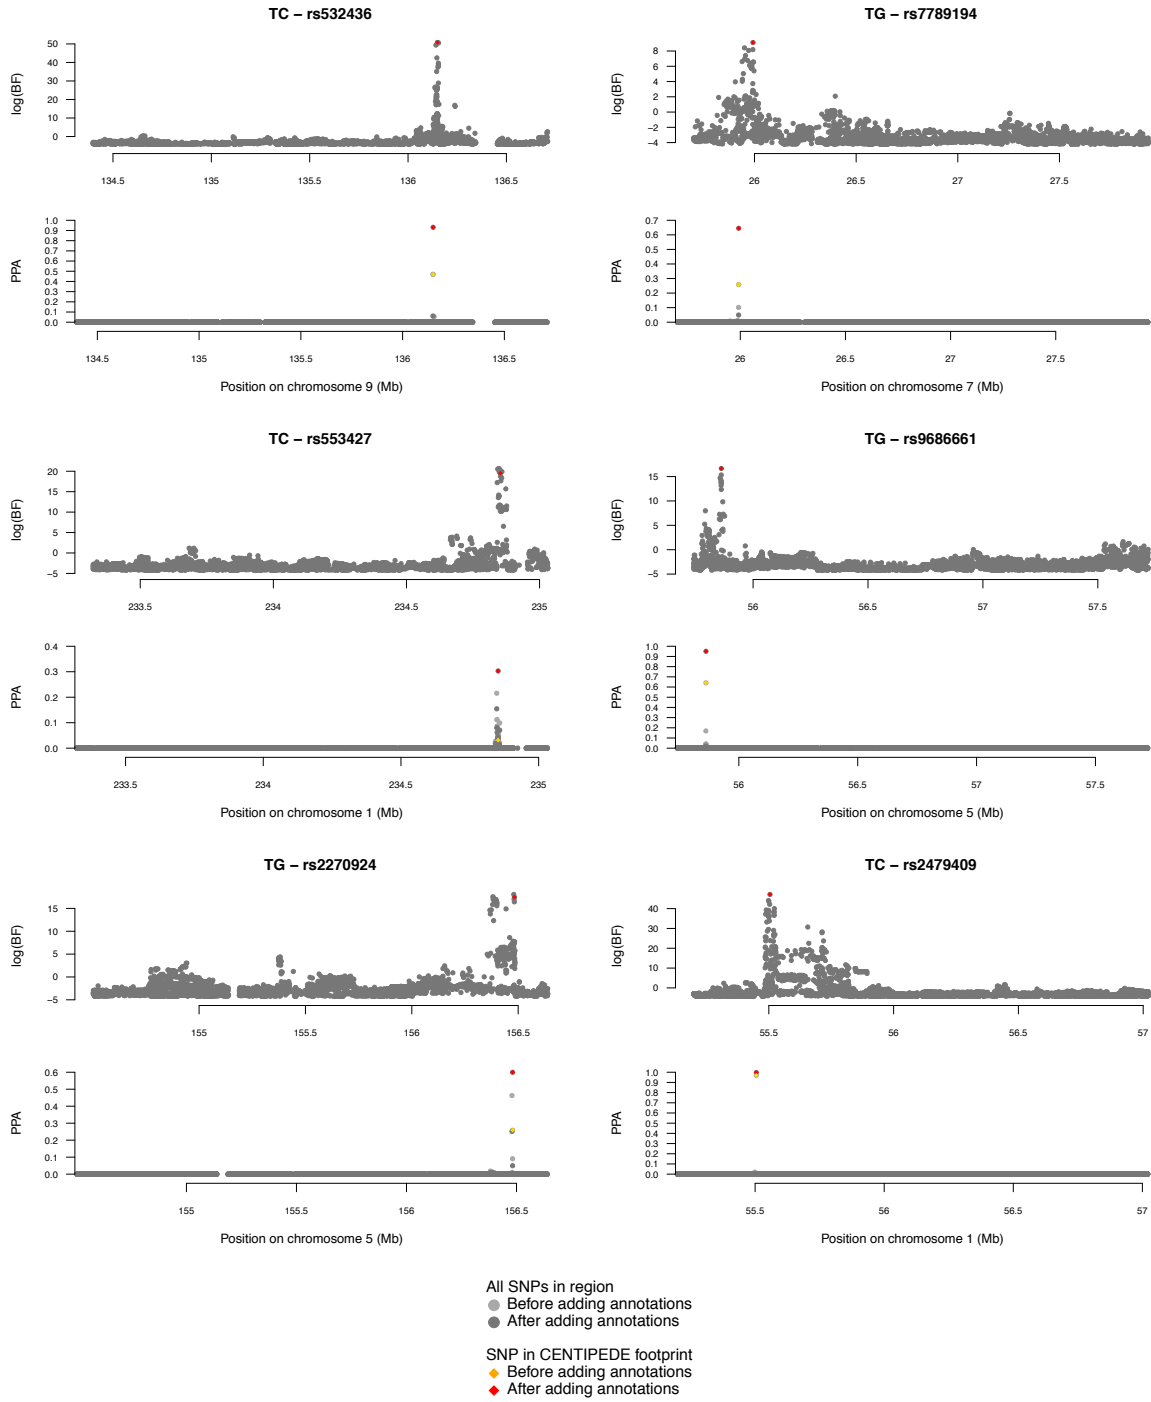 TC – rs532436
log(BF)
50
40
30
20
10
0
134.5 135 135.5 136 136.5
PPA
1.0
0.9
0.8
0.7
0.6
0.5
0.4
0.3
0.2
0.1
0.0
134.5 135 135.5 136 136.5
Position on chromosome 9 (Mb)
TG – rs7789194
log(BF)
8
6
4
2
0
−2
−4
26 26.5 27 27.5
PPA
0.7
0.6
0.5
0.4
0.3
0.2
0.1
0.0
26 26.5 27 27.5
Position on chromosome 7 (Mb)
TC – rs553427
log(BF)
20
15
10
5
0
−5
233.5 234 234.5 235
PPA
0.4
0.3
0.2
0.1
0.0
233.5 234 234.5 235
Position on chromosome 1 (Mb)
TG – rs9686661
log(BF)
15
10
5
0
−5
56 56.5 57 57.5
PPA
1.0
0.9
0.8
0.7
0.6
0.5
0.4
0.3
0.2
0.1
0.0
56 56.5 57 57.5
Position on chromosome 5 (Mb)
TG – rs2270924
log(BF)
15
10
5
0
−5
155 155.5 156 156.5
PPA
0.6
0.5
0.4
0.3
0.2
0.1
0.0
155 155.5 156 156.5
Position on chromosome 5 (Mb)
TC – rs2479409
log(BF)
40
30
20
10
0
55.5 56 56.5 57
PPA
1.0
0.9
0.8
0.7
0.6
0.5
0.4
0.3
0.2
0.1
0.0
55.5 56 56.5 57
Position on chromosome 1 (Mb)
All SNPs in region
Before adding annotations
After adding annotations
SNP in CENTIPEDE footprint
Before adding annotations
After adding annotations